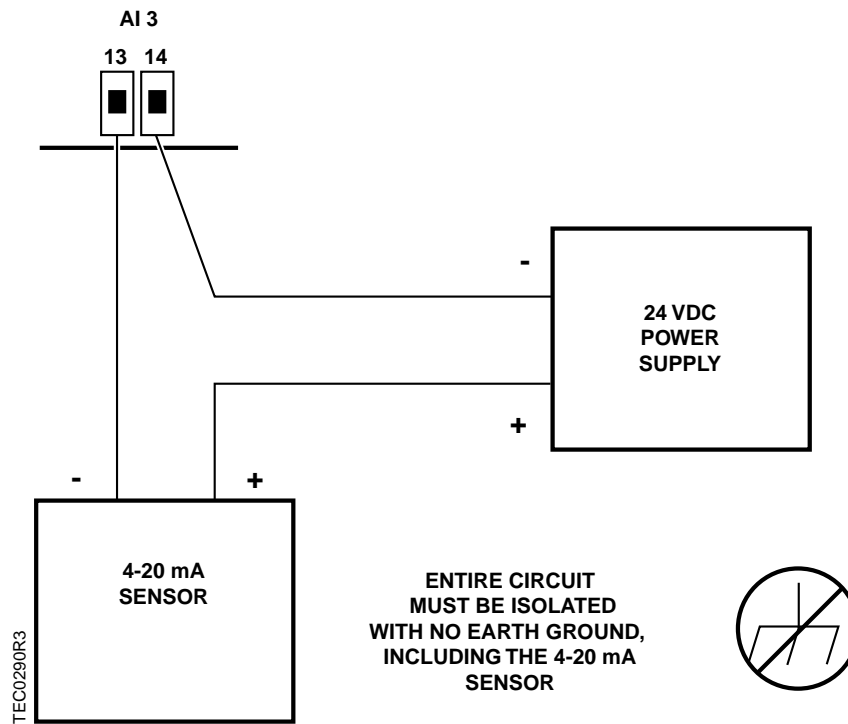 AI 3
13 14
-
24 VDC
POWER
SUPPLY
+
- +
4-20 mA
SENSOR
ENTIRE CIRCUIT
MUST BE ISOLATED
WITH NO EARTH GROUND,
INCLUDING THE 4-20 mA
SENSOR
TEC0290R3